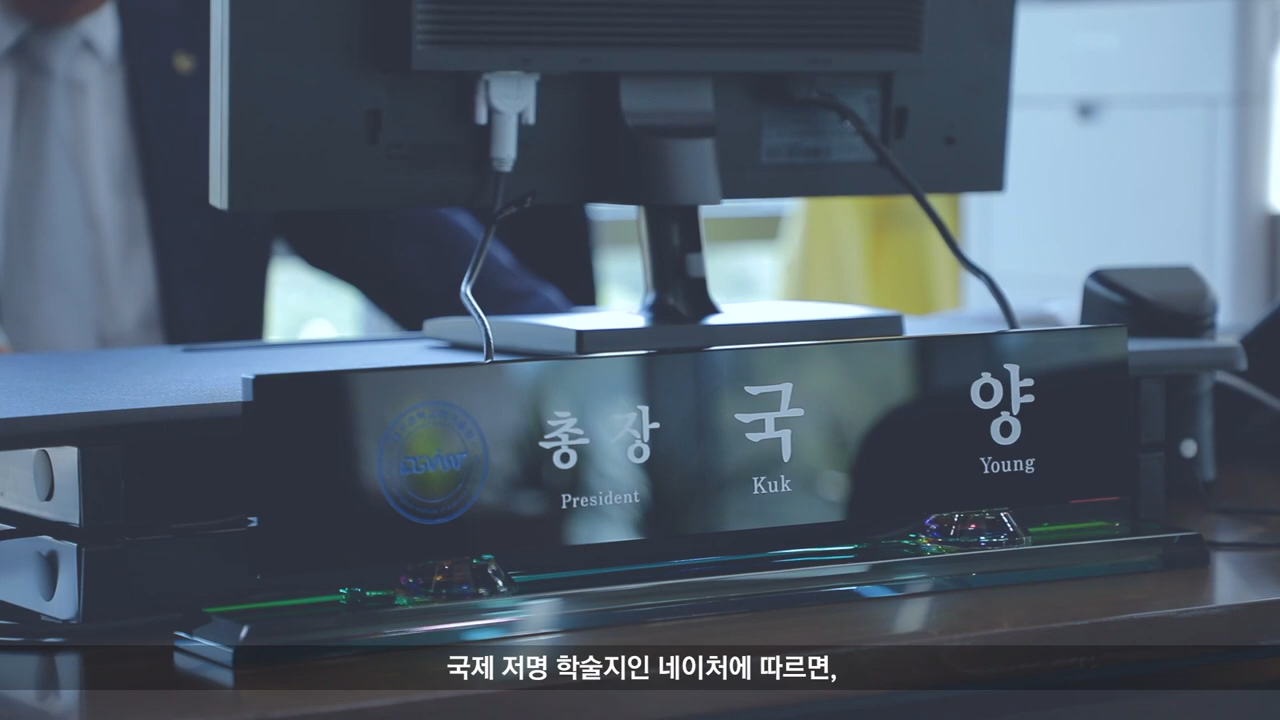 총장 국 양
President Kuk Young
국제 저명 학술지인 네이처에 따르면,